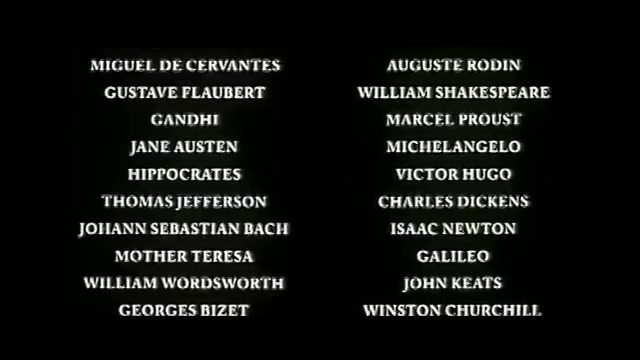 MIGUEL DE CERVANTES
GUSTAVE FLAUBERT
GANDHI
JANE AUSTEN
HIPPOCRATES
THOMAS JEFFERSON
JOHANN SEBASTIAN BACH
MOTHER TERESA
WILLIAM WORDSWORTH
GEORGES BIZET
AUGUSTE RODIN
WILLIAM SHAKESPEARE
MARCEL PROUST
MICHELANGELO
VICTOR HUGO
CHARLES DICKENS
ISAAC NEWTON
GALILEO
JOHN KEATS
WINSTON CHURCHILL